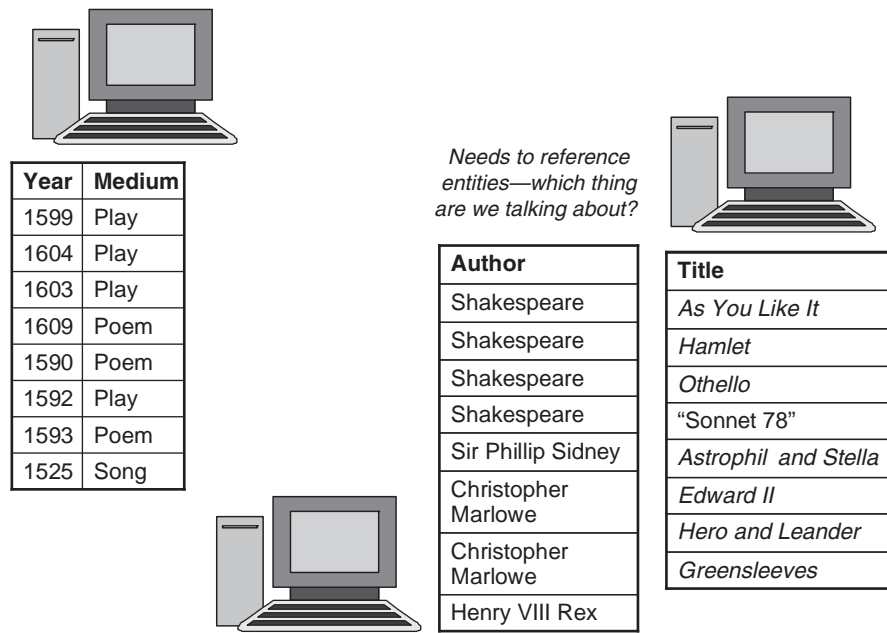 Year Medium
1599 Play
1604 Play
1603 Play
1609 Poem
1590 Poem
1592 Play
1593 Poem
1525 Song
Needs to reference
entities—which thing
are we talking about?
Author
Shakespeare
Shakespeare
Shakespeare
Shakespeare
Sir Phillip Sidney
Christopher
Marlowe
Christopher
Marlowe
Henry VIII Rex
Title
As You Like It
Hamlet
Othello
“Sonnet 78”
Astrophil and Stella
Edward II
Hero and Leander
Greensleeves